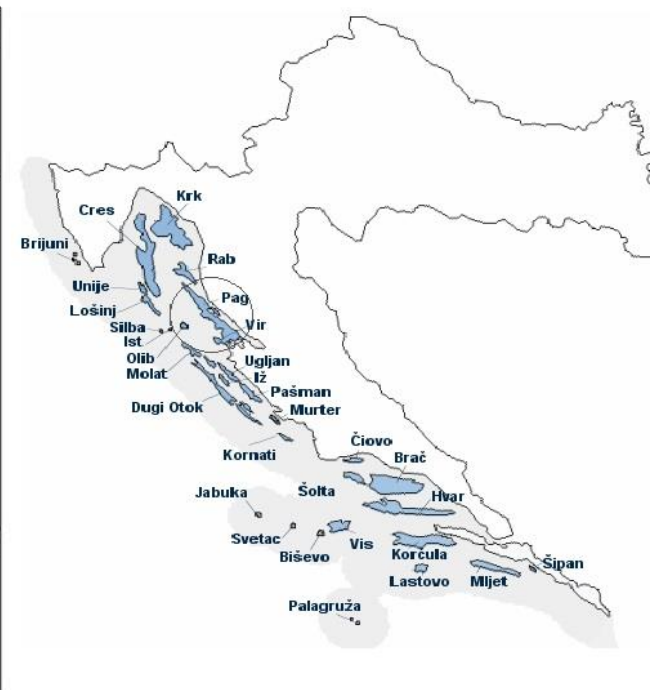 Krk
Cres
Brijuni
Rab
Unije
Pag
Lošinj
Vir
Silba
Ist
Olib
Ugljan
Molat
Iž
Pašman
Dugi Otok
Murter
Kornati
Čiovo
Brač
Jabuka
Šolta
Hvar
Svetac
Vis
Biševo
Korčula
Šipan
Lastovo
Mljet
Palagruža